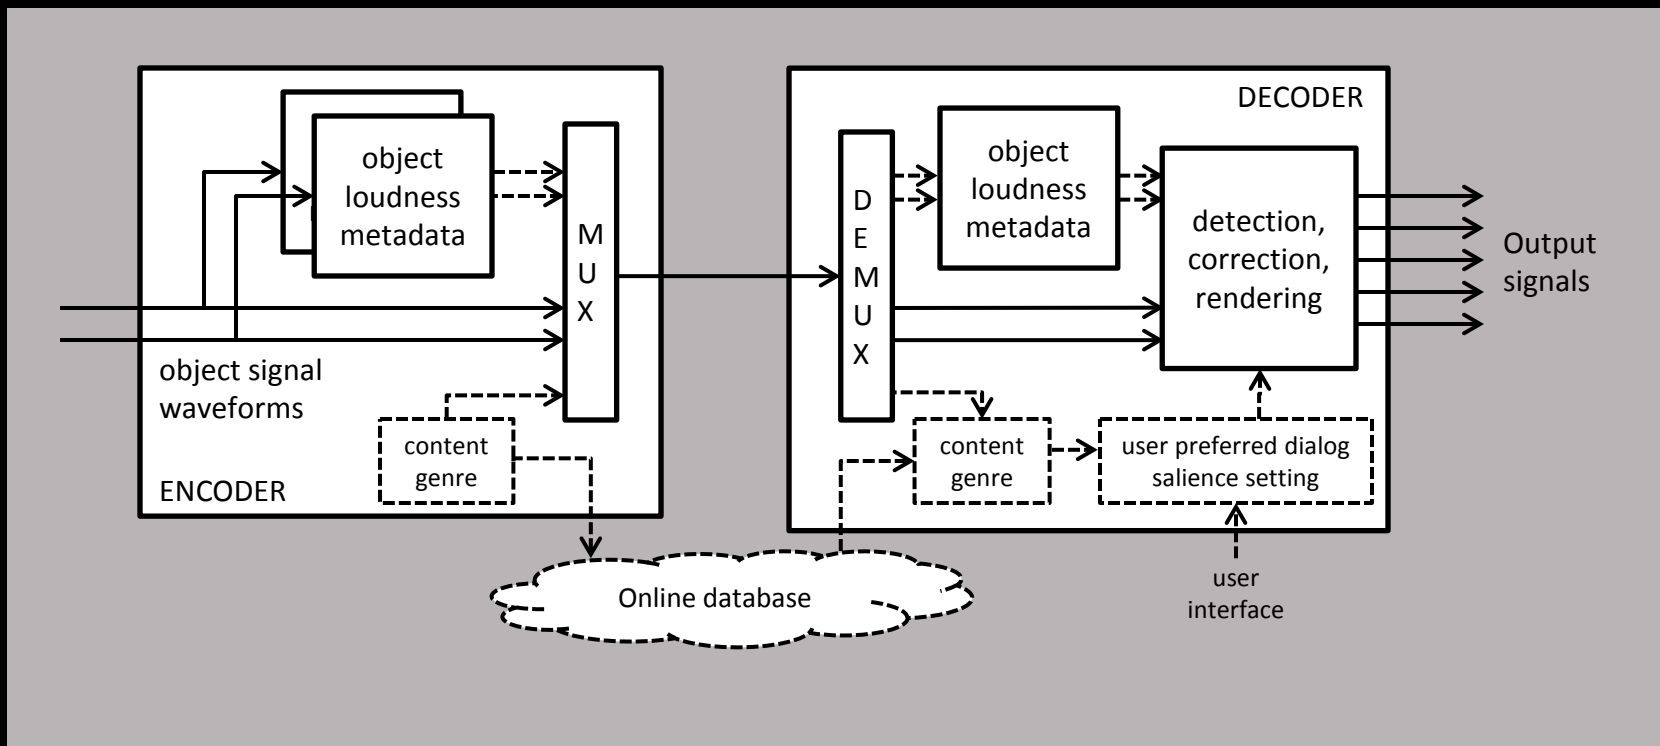 object
loudness
metadata
M
U
X
object signal
waveforms
content
genre
ENCODER
DECODER
D
E
M
U
X
object
loudness
metadata
detection,
correction,
rendering
Output
signals
content
genre
user preferred dialog
salience setting
Online database
user
interface